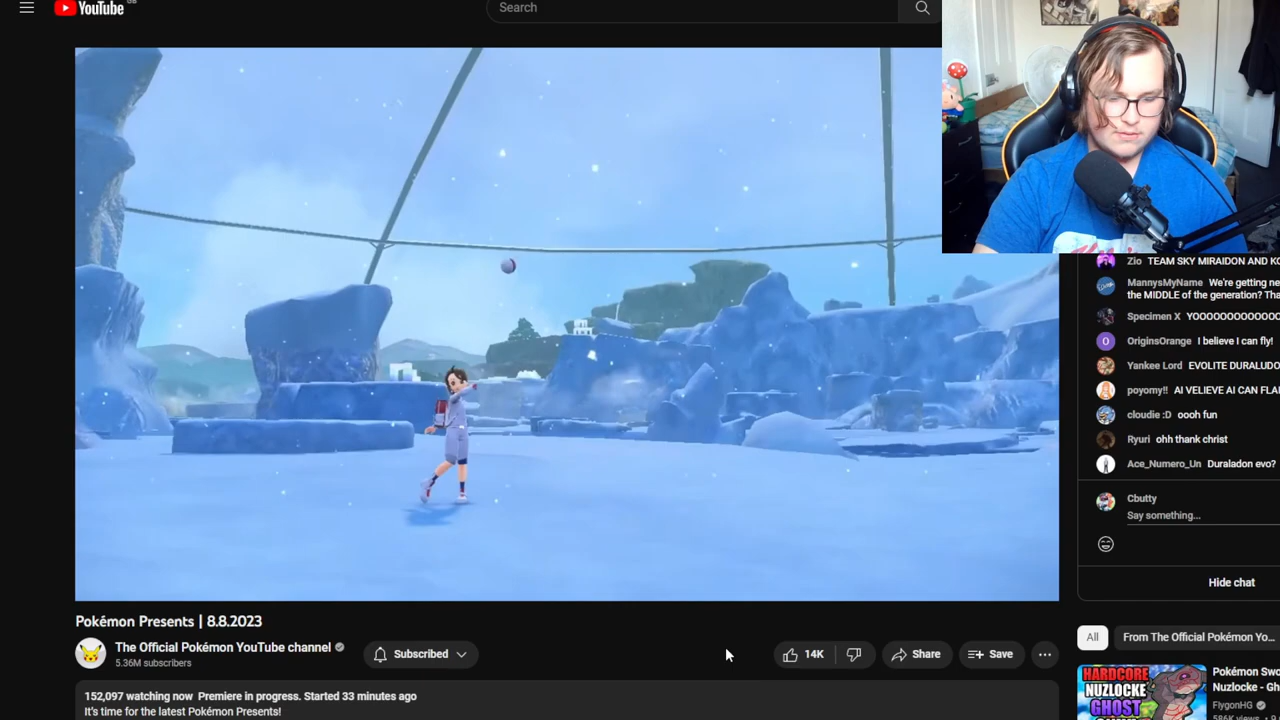 YouTube
GB
Search
Zio TEAM SKY MIRAIDON AND KO
MannysMyName We're getting ne
the MIDDLE of the generation? Tha
Specimen X YOOOOOOOOOOOOO
O
OriginsOrange I believe I can fly!
Yankee Lord EVOLITE DURALUDO
poyomy!! AI VELIEVE AI CAN FLA
cloudie :D oooh fun
Ryuri ohh thank christ
Ace_Numero_Un Duraladon evo?
Cbutty
Say something...
Hide chat
Pokémon Presents | 8.8.2023
The Official Pokémon YouTube channel
5.36M subscribers
Subscribed
14K
Share
Save
All
From The Official Pokémon Yo...
152,097 watching now Premiere in progress. Started 33 minutes ago
It's time for the latest Pokémon Presents!
HARDCORE
NUZLOCKE
GHOST
Pokémon Swo
Nuzlocke - Gh
FlygonHG